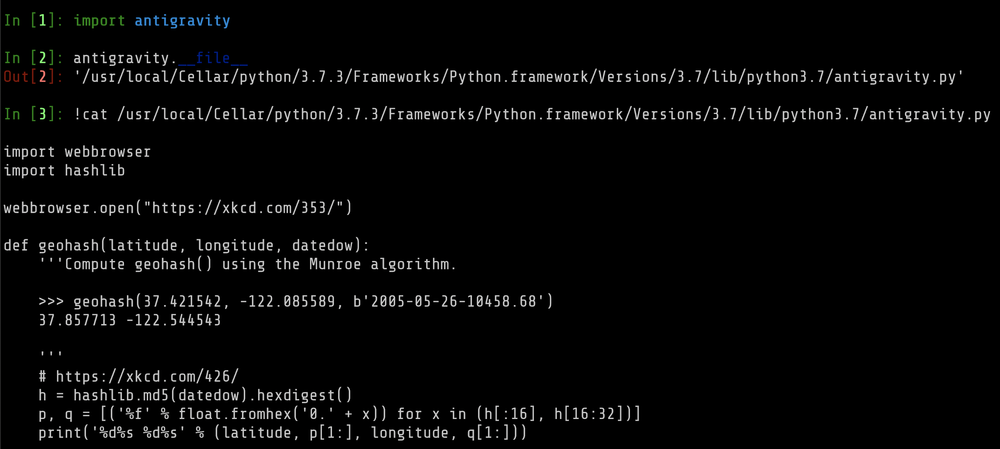 In [1]: import antigravity
In [2]: antigravity.__file__
Out[2]: '/usr/local/Cellar/python/3.7.3/Frameworks/Python.framework/Versions/3.7/lib/python3.7/antigravity.py'
In [3]: !cat /usr/local/Cellar/python/3.7.3/Frameworks/Python.framework/Versions/3.7/lib/python3.7/antigravity.py
import webbrowser
import hashlib
webbrowser.open("https://xkcd.com/353/")
def geohash(latitude, longitude, datedow):
    '''Compute geohash() using the Munroe algorithm.
    >>> geohash(37.421542, -122.085589, b'2005-05-26-10458.68')
    37.857713 -122.544543
    '''
    # https://xkcd.com/426/
    h = hashlib.md5(datedow).hexdigest()
    p, q = [('%f' % float.fromhex('0.' + x)) for x in (h[:16], h[16:32])]
    print('%d%s %d%s' % (latitude, p[1:], longitude, q[1:]))